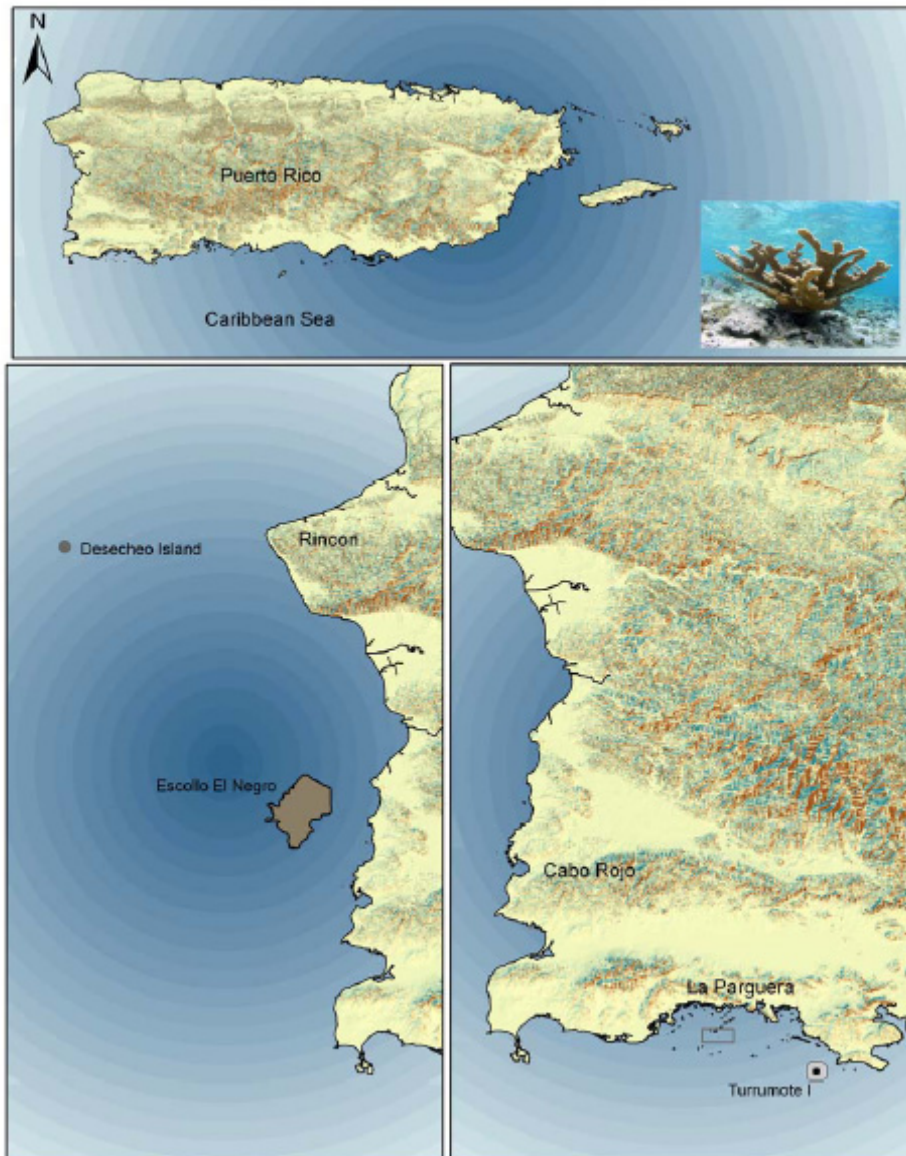 N
Puerto Rico
Caribbean Sea
Desecheo Island
Rincon
Escollo El Negro
Cabo Rojo
La Parguera
Turrumote I